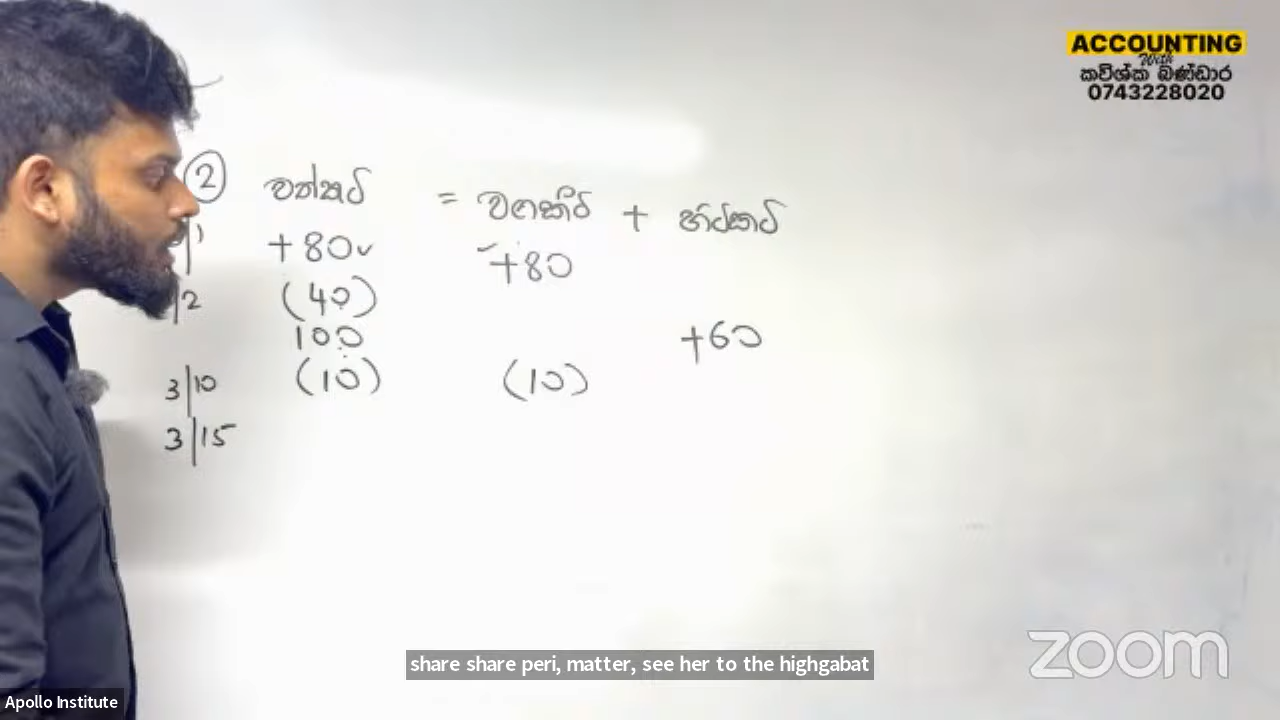 ACCOUNTING
With
කවිශ්ක බණ්ඩාර
0743228020
② වත්කම් = වගකීම් + හිමිකම්
1 +80 +80
2 (40)
100 +60
3|10 (10) (10)
3|15
share share peri, matter, see her to the highgabat
zoom
Apollo Institute